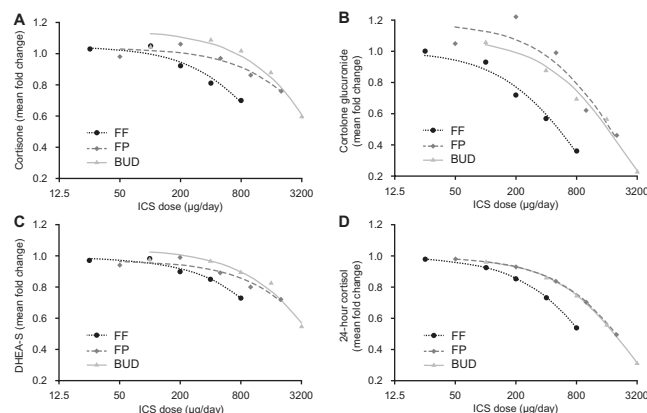 A
Cortisone (mean fold change)
1.2
1.0
0.8
0.6
0.4
0.2
FF
FP
BUD
12.5 50 200 800 3200
ICS dose (µg/day)
B
Cortolone glucuronide
(mean fold change)
1.4
1.2
1.0
0.8
0.6
0.4
0.2
FF
FP
BUD
12.5 50 200 800 3200
ICS dose (µg/day)
C
DHEA-S (mean fold change)
1.2
1.0
0.8
0.6
0.4
0.2
FF
FP
BUD
12.5 50 200 800 3200
ICS dose (µg/day)
D
24-hour cortisol
(mean fold change)
1.2
1.0
0.8
0.6
0.4
0.2
FF
FP
BUD
12.5 50 200 800 3200
ICS dose (µg/day)